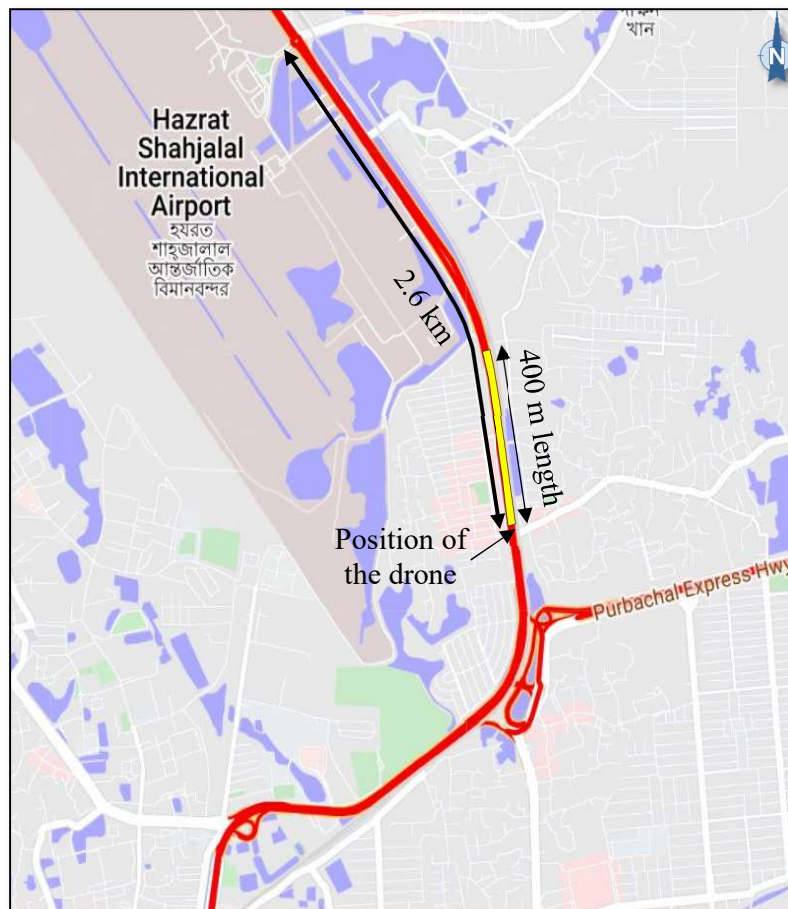 ক্ষিণ
খান
N
Hazrat
Shahjalal
International
Airport
হযরত
শাহ্জালাল
আন্তর্জাতিক
বিমানবন্দর
2.6 km
400 m length
Position of
the drone
Purbachal Express Hwy